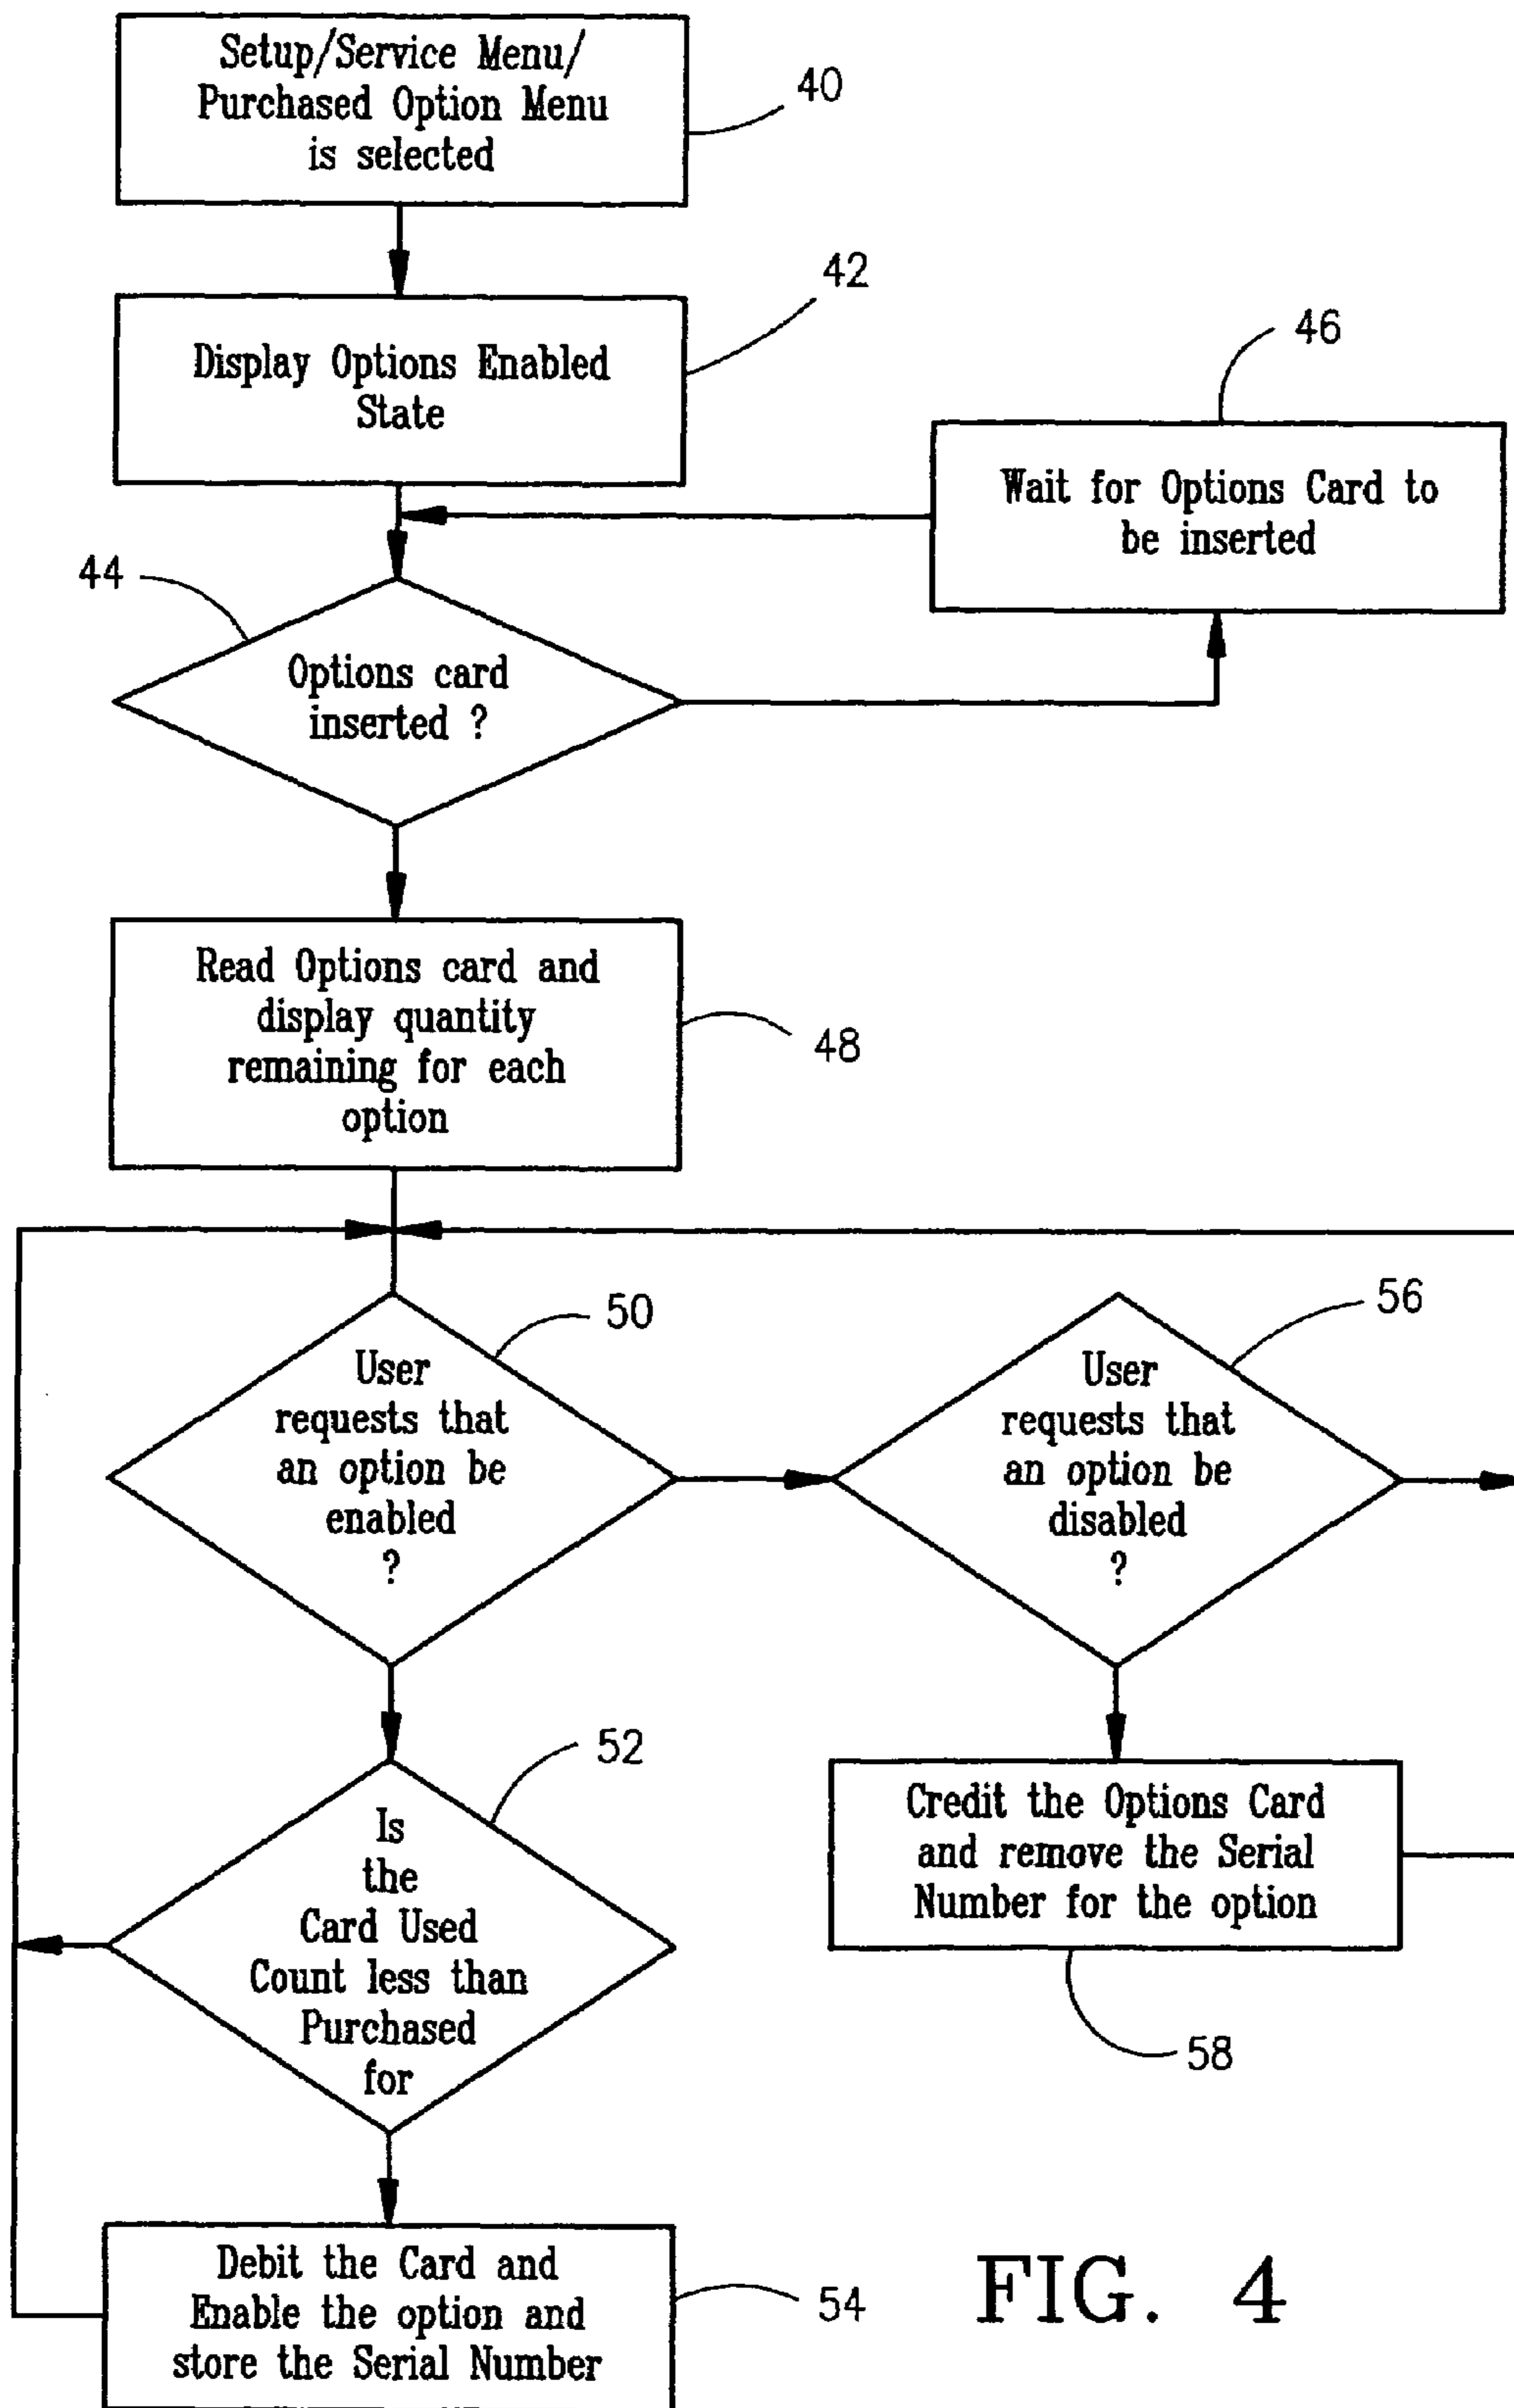 Setup/Service Menu/
Purchased Option Menu
is selected
40
Display Options Enabled
State
42
Wait for Options Card to
be inserted
46
44
Options card
inserted ?
Read Options card and
display quantity
remaining for each
option
48
User
requests that
an option be
enabled
?
50
User
requests that
an option be
disabled
?
56
Is
the
Card Used
Count less than
Purchased
for
52
Credit the Options Card
and remove the Serial
Number for the option
58
Debit the Card and
Enable the option and
store the Serial Number
54
FIG. 4